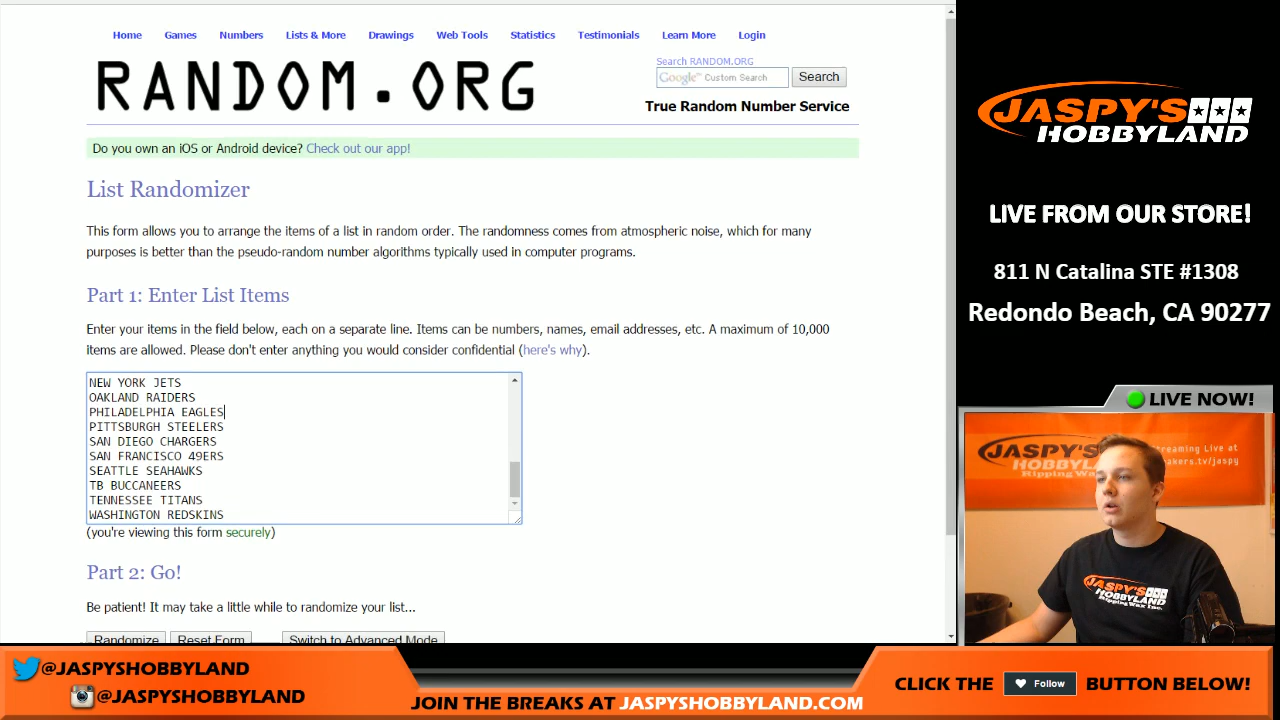 Home Games Numbers Lists & More Drawings Web Tools Statistics Testimonials Learn More Login
RANDOM.ORG
Search RANDOM.ORG
Google™ Custom Search
Search
True Random Number Service
Do you own an iOS or Android device? Check out our app!
List Randomizer
This form allows you to arrange the items of a list in random order. The randomness comes from atmospheric noise, which for many
purposes is better than the pseudo-random number algorithms typically used in computer programs.
Part 1: Enter List Items
Enter your items in the field below, each on a separate line. Items can be numbers, names, email addresses, etc. A maximum of 10,000
items are allowed. Please don't enter anything you would consider confidential (here's why).
NEW YORK JETS
OAKLAND RAIDERS
PHILADELPHIA EAGLES
PITTSBURGH STEELERS
SAN DIEGO CHARGERS
SAN FRANCISCO 49ERS
SEATTLE SEAHAWKS
TB BUCCANEERS
TENNESSEE TITANS
WASHINGTON REDSKINS
(you're viewing this form securely)
Part 2: Go!
Be patient! It may take a little while to randomize your list...
Randomize Reset Form Switch to Advanced Mode
JASPY'S
HOBBYLAND
LIVE FROM OUR STORE!
811 N Catalina STE #1308
Redondo Beach, CA 90277
LIVE NOW!
JASPY'S
HOBBYLAND
Ripping Wax
Streaming Live at
JASPY'S
HOBBYLAND
Ripping Wax Inc.
@JASPYSHOBBYLAND
@JASPYSHOBBYLAND
JOIN THE BREAKS AT JASPYSHOBBYLAND.COM
CLICK THE Follow BUTTON BELOW!